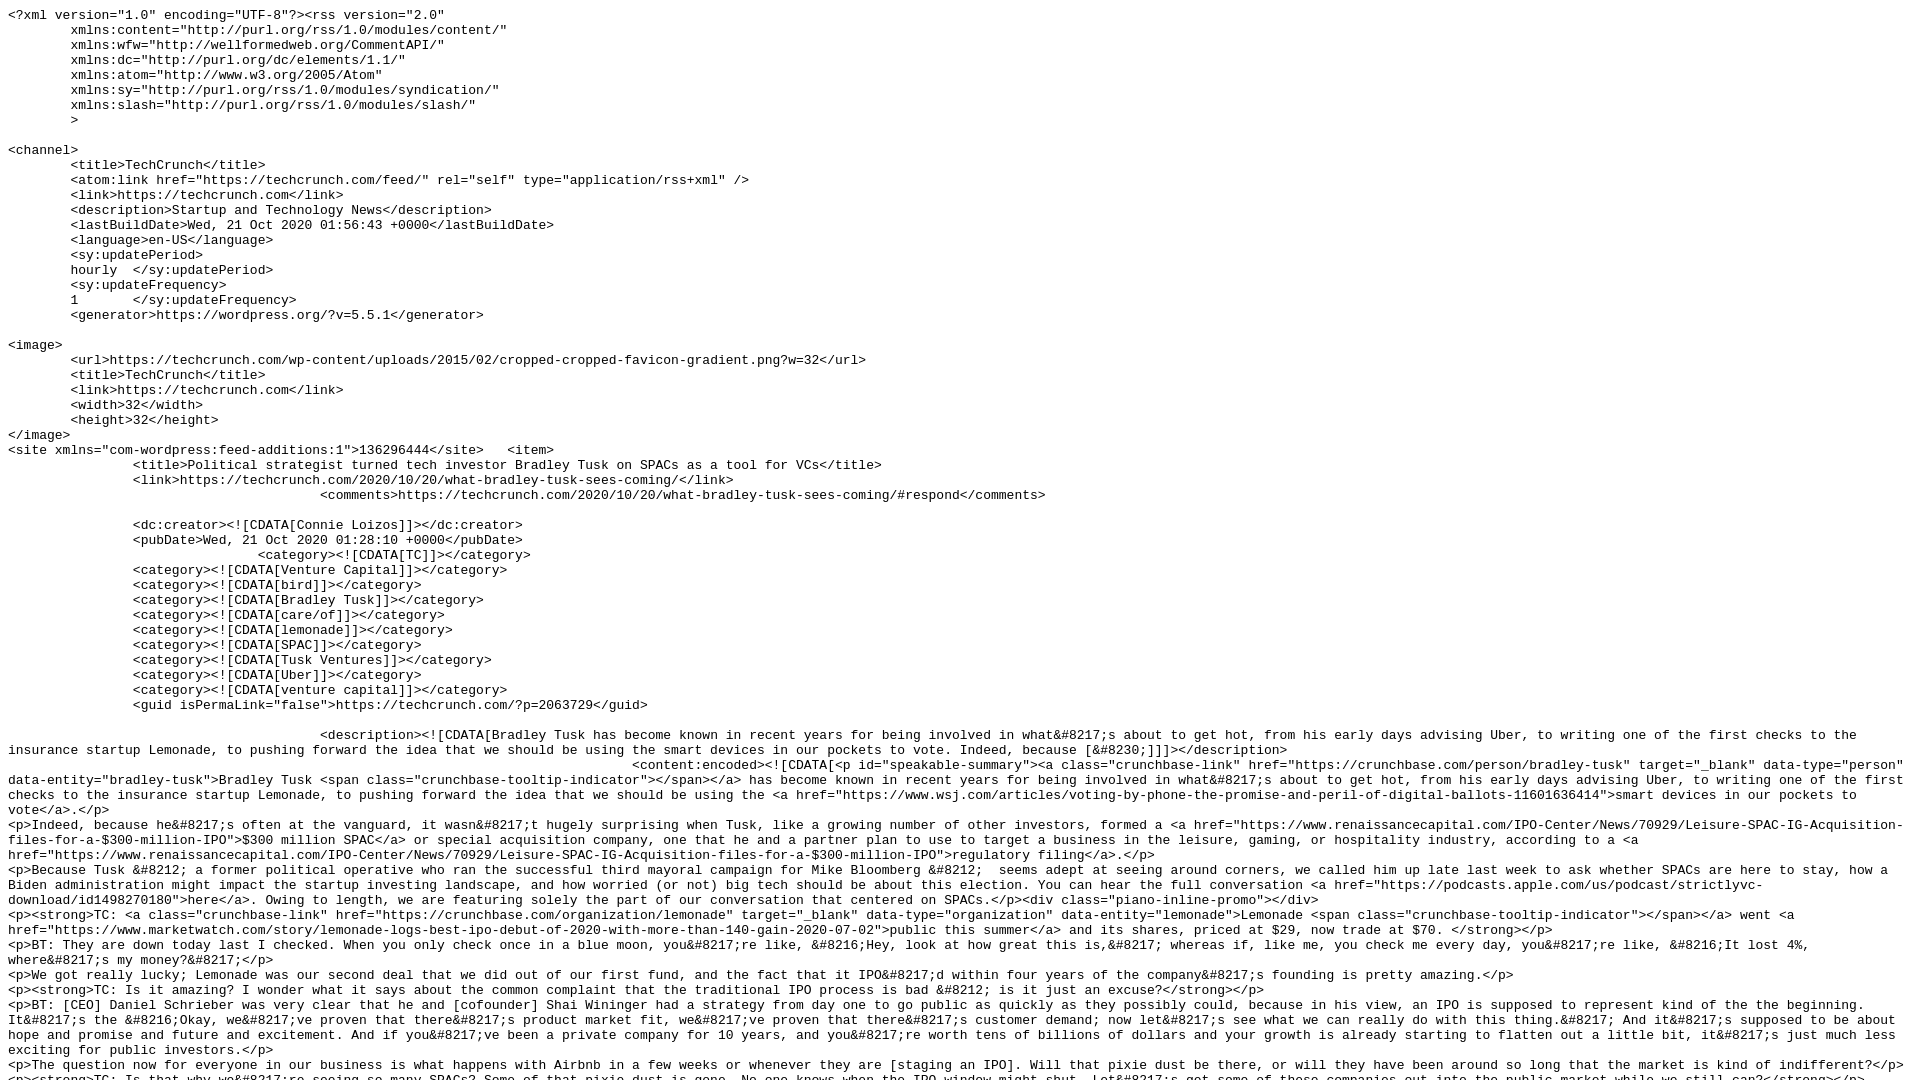 <?xml version="1.0" encoding="UTF-8"?><rss version="2.0"
xmlns:content="http://purl.org/rss/1.0/modules/content/"
xmlns:wfw="http://wellformedweb.org/CommentAPI/"
xmlns:dc="http://purl.org/dc/elements/1.1/"
xmlns:atom="http://www.w3.org/2005/Atom"
xmlns:sy="http://purl.org/rss/1.0/modules/syndication/"
xmlns:slash="http://purl.org/rss/1.0/modules/slash/"
>
<channel>
<title>TechCrunch</title>
<atom:link href="https://techcrunch.com/feed/" rel="self" type="application/rss+xml" />
<link>https://techcrunch.com</link>
<description>Startup and Technology News</description>
<lastBuildDate>Wed, 21 Oct 2020 01:56:43 +0000</lastBuildDate>
<language>en-US</language>
<sy:updatePeriod>
hourly  </sy:updatePeriod>
<sy:updateFrequency>
1       </sy:updateFrequency>
<generator>https://wordpress.org/?v=5.5.1</generator>
<image>
<url>https://techcrunch.com/wp-content/uploads/2015/02/cropped-cropped-favicon-gradient.png?w=32</url>
<title>TechCrunch</title>
<link>https://techcrunch.com</link>
<width>32</width>
<height>32</height>
</image>
<site xmlns="com-wordpress:feed-additions:1">136296444</site>   <item>
<title>Political strategist turned tech investor Bradley Tusk on SPACs as a tool for VCs</title>
<link>https://techcrunch.com/2020/10/20/what-bradley-tusk-sees-coming/</link>
<comments>https://techcrunch.com/2020/10/20/what-bradley-tusk-sees-coming/#respond</comments>
<dc:creator><![CDATA[Connie Loizos]]></dc:creator>
<pubDate>Wed, 21 Oct 2020 01:28:10 +0000</pubDate>
<category><![CDATA[TC]]></category>
<category><![CDATA[Venture Capital]]></category>
<category><![CDATA[bird]]></category>
<category><![CDATA[Bradley Tusk]]></category>
<category><![CDATA[care/of]]></category>
<category><![CDATA[lemonade]]></category>
<category><![CDATA[SPAC]]></category>
<category><![CDATA[Tusk Ventures]]></category>
<category><![CDATA[Uber]]></category>
<category><![CDATA[venture capital]]></category>
<guid isPermaLink="false">https://techcrunch.com/?p=2063729</guid>
<description><![CDATA[Bradley Tusk has become known in recent years for being involved in what&#8217;s about to get hot, from his early days advising Uber, to writing one of the first checks to the
insurance startup Lemonade, to pushing forward the idea that we should be using the smart devices in our pockets to vote. Indeed, because [&#8230;]]]></description>
<content:encoded><![CDATA[<p id="speakable-summary"><a class="crunchbase-link" href="https://crunchbase.com/person/bradley-tusk" target="_blank" data-type="person"
data-entity="bradley-tusk">Bradley Tusk <span class="crunchbase-tooltip-indicator"></span></a> has become known in recent years for being involved in what&#8217;s about to get hot, from his early days advising Uber, to writing one of the first
checks to the insurance startup Lemonade, to pushing forward the idea that we should be using the <a href="https://www.wsj.com/articles/voting-by-phone-the-promise-and-peril-of-digital-ballots-11601636414">smart devices in our pockets to
vote</a>.</p>
<p>Indeed, because he&#8217;s often at the vanguard, it wasn&#8217;t hugely surprising when Tusk, like a growing number of other investors, formed a <a href="https://www.renaissancecapital.com/IPO-Center/News/70929/Leisure-SPAC-IG-Acquisition-
files-for-a-$300-million-IPO">$300 million SPAC</a> or special acquisition company, one that he and a partner plan to use to target a business in the leisure, gaming, or hospitality industry, according to a <a
href="https://www.renaissancecapital.com/IPO-Center/News/70929/Leisure-SPAC-IG-Acquisition-files-for-a-$300-million-IPO">regulatory filing</a>.</p>
<p>Because Tusk &#8212; a former political operative who ran the successful third mayoral campaign for Mike Bloomberg &#8212;  seems adept at seeing around corners, we called him up late last week to ask whether SPACs are here to stay, how a
Biden administration might impact the startup investing landscape, and how worried (or not) big tech should be about this election. You can hear the full conversation <a href="https://podcasts.apple.com/us/podcast/strictlyvc-
download/id1498270180">here</a>. Owing to length, we are featuring solely the part of our conversation that centered on SPACs.</p><div class="piano-inline-promo"></div>
<p><strong>TC: <a class="crunchbase-link" href="https://crunchbase.com/organization/lemonade" target="_blank" data-type="organization" data-entity="lemonade">Lemonade <span class="crunchbase-tooltip-indicator"></span></a> went <a
href="https://www.marketwatch.com/story/lemonade-logs-best-ipo-debut-of-2020-with-more-than-140-gain-2020-07-02">public this summer</a> and its shares, priced at $29, now trade at $70. </strong></p>
<p>BT: They are down today last I checked. When you only check once in a blue moon, you&#8217;re like, &#8216;Hey, look at how great this is,&#8217; whereas if, like me, you check me every day, you&#8217;re like, &#8216;It lost 4%,
where&#8217;s my money?&#8217;</p>
<p>We got really lucky; Lemonade was our second deal that we did out of our first fund, and the fact that it IPO&#8217;d within four years of the company&#8217;s founding is pretty amazing.</p>
<p><strong>TC: Is it amazing? I wonder what it says about the common complaint that the traditional IPO process is bad &#8212; is it just an excuse?</strong></p>
<p>BT: [CEO] Daniel Schrieber was very clear that he and [cofounder] Shai Wininger had a strategy from day one to go public as quickly as they possibly could, because in his view, an IPO is supposed to represent kind of the the beginning.
It&#8217;s the &#8216;Okay, we&#8217;ve proven that there&#8217;s product market fit, we&#8217;ve proven that there&#8217;s customer demand; now let&#8217;s see what we can really do with this thing.&#8217; And it&#8217;s supposed to be about
hope and promise and future and excitement. And if you&#8217;ve been a private company for 10 years, and you&#8217;re worth tens of billions of dollars and your growth is already starting to flatten out a little bit, it&#8217;s just much less
exciting for public investors.</p>
<p>The question now for everyone in our business is what happens with Airbnb in a few weeks or whenever they are [staging an IPO]. Will that pixie dust be there, or will they have been around so long that the market is kind of indifferent?</p>
<p><strong>TC: Is that why we&#8217;re seeing so many SPACs? Some of that pixie dust is gone. No one knows when the IPO window might shut. Let&#8217;s get some of these companies out into the public market while we still can?</strong></p>